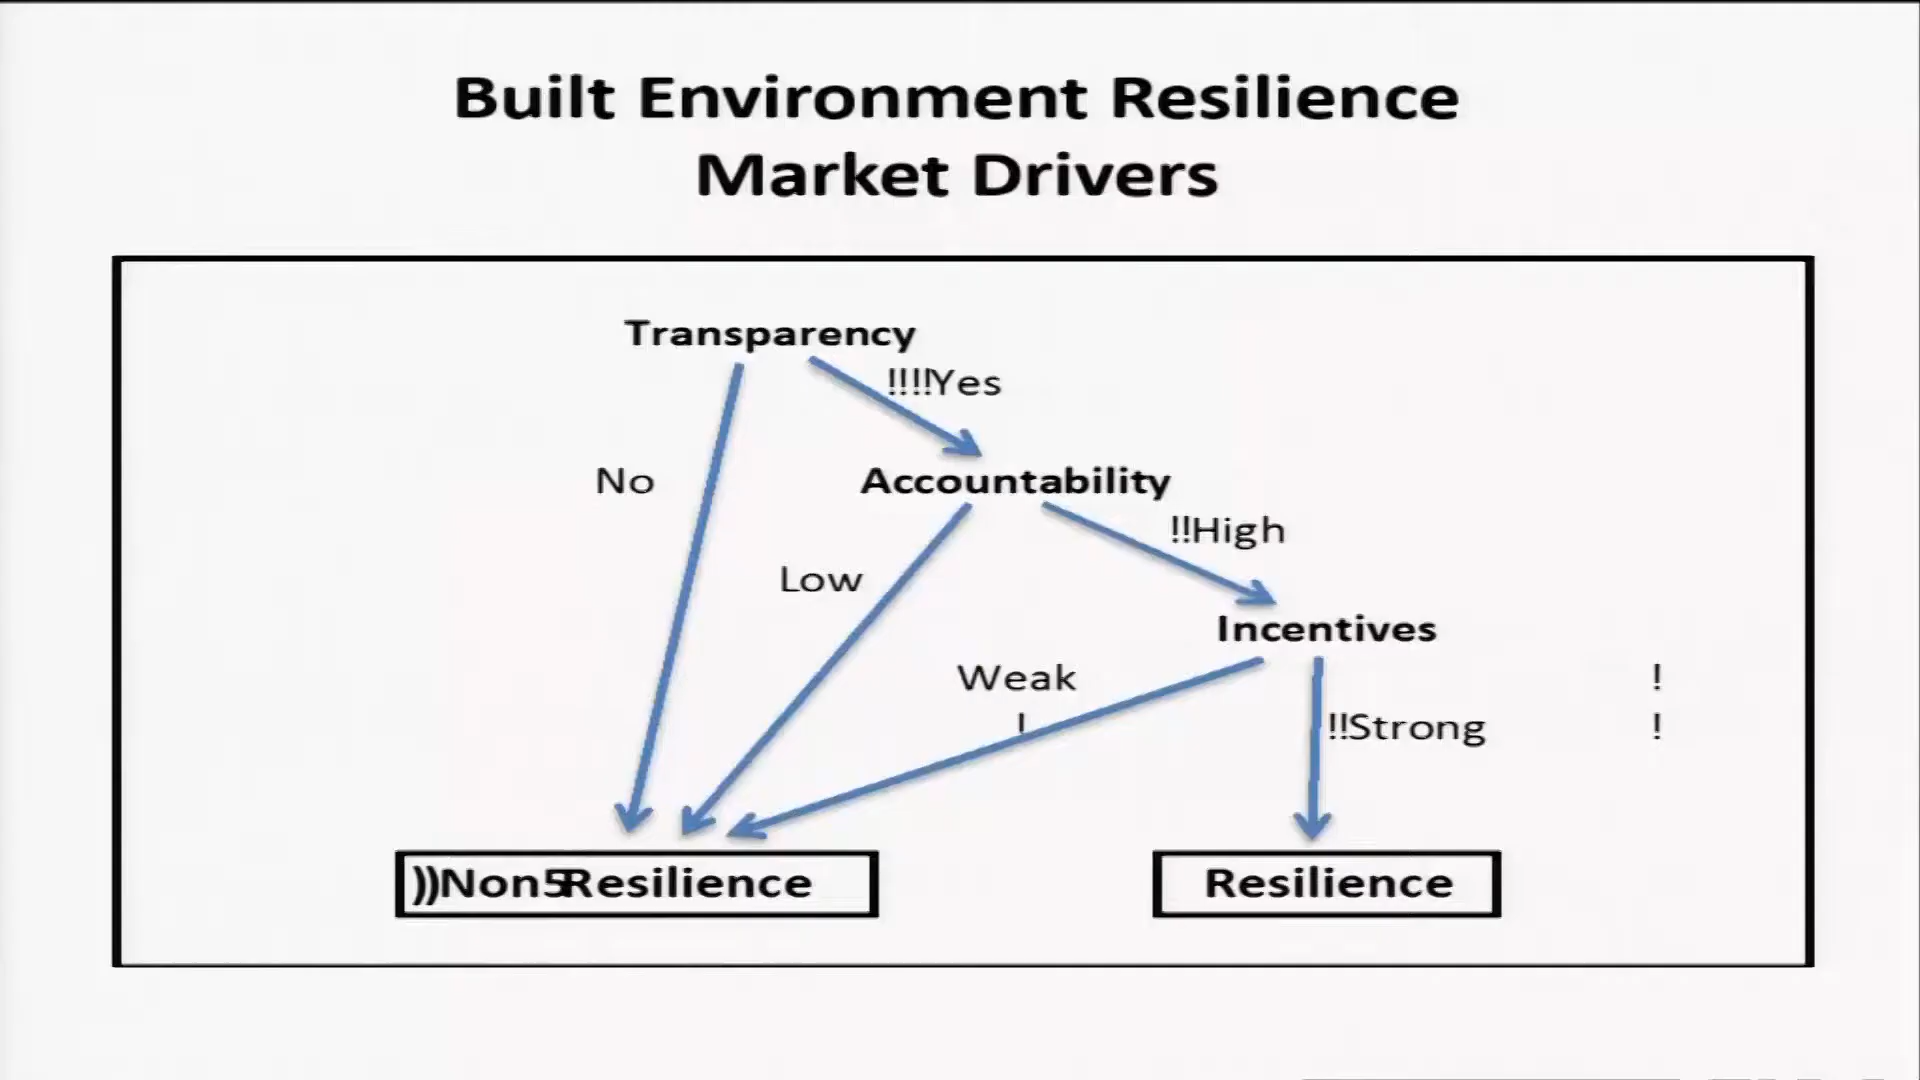 Built Environment Resilience
Market Drivers
Transparency
!!!!Yes
No
Accountability
!!High
Low
Incentives
Weak
!
!
!!Strong
!
))Non5Resilience
Resilience